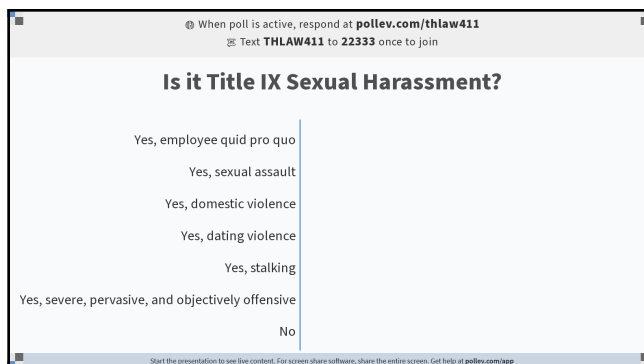 When poll is active, respond at pollev.com/thlaw411
Text THLAW411 to 22333 once to join
Is it Title IX Sexual Harassment?
Yes, employee quid pro quo
Yes, sexual assault
Yes, domestic violence
Yes, dating violence
Yes, stalking
Yes, severe, pervasive, and objectively offensive
No
Start the presentation to see live content. For screen share software, share the entire screen. Get help at pollev.com/app